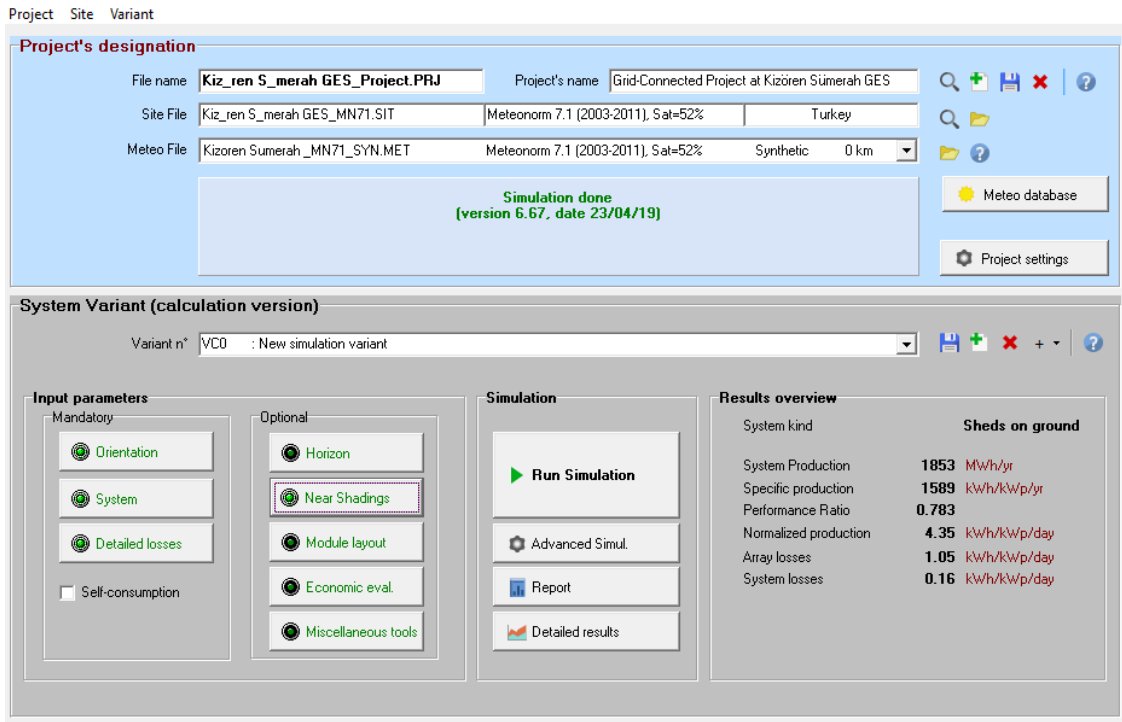 Project Site Variant
Project's designation
File name Kiz_ren S_merah GES_Project.PRJ Project's name Grid-Connected Project at Kizören Sümerah GES
Site File Kiz_ren S_merah GES_MN71.SIT Meteonorm 7.1 (2003-2011), Sat=52% Turkey
Meteo File Kizoren Sumerah _MN71_SYN.MET Meteonorm 7.1 (2003-2011), Sat=52% Synthetic 0 km
Simulation done
(version 6.67, date 23/04/19)
Meteo database
Project settings
System Variant (calculation version)
Variant n° VC0 : New simulation variant
Input parameters
Mandatory
Orientation
System
Detailed losses
Self-consumption
Optional
Horizon
Near Shadings
Module layout
Economic eval.
Miscellaneous tools
Simulation
Run Simulation
Advanced Simul.
Report
Detailed results
Results overview
System kind Sheds on ground
System Production 1853 MWh/yr
Specific production 1589 kWh/kWp/yr
Performance Ratio 0.783
Normalized production 4.35 kWh/kWp/day
Array losses 1.05 kWh/kWp/day
System losses 0.16 kWh/kWp/day